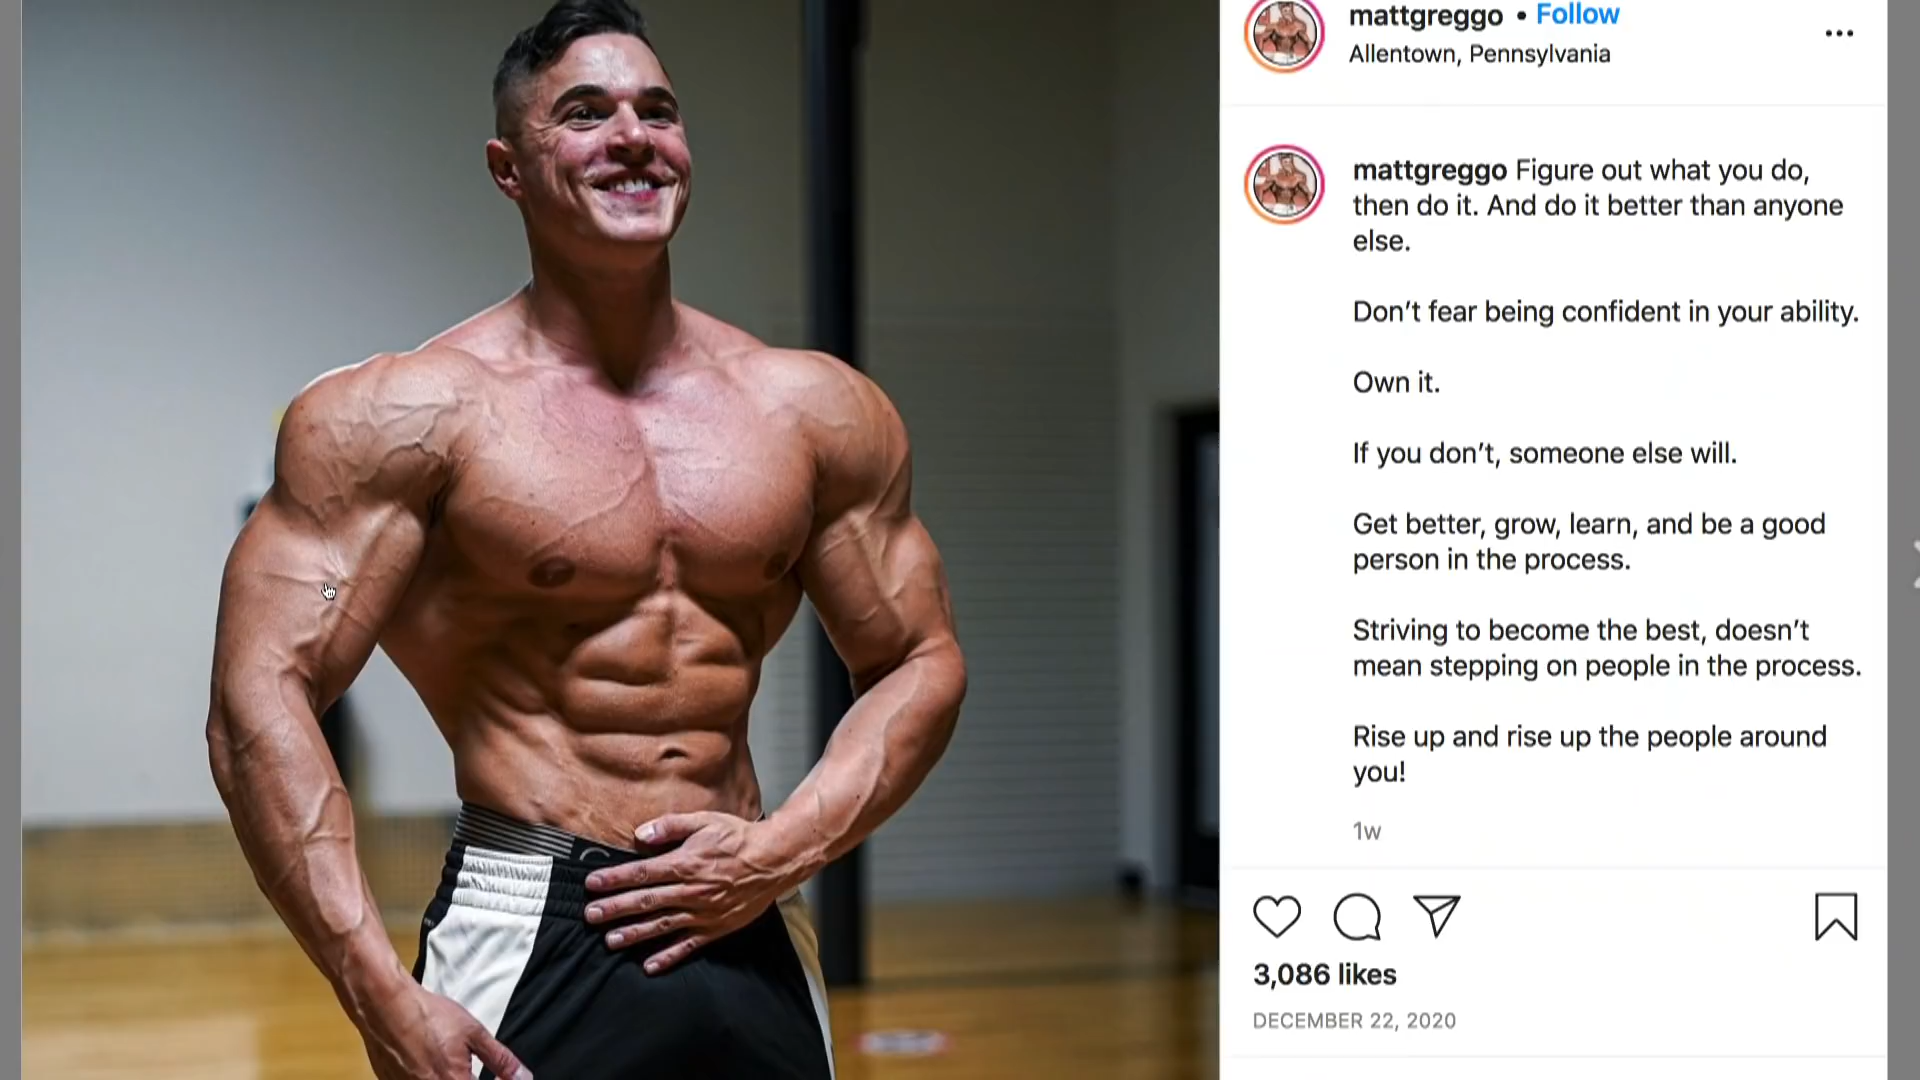 mattgreggo • Follow
Allentown, Pennsylvania
mattgreggo Figure out what you do,
then do it. And do it better than anyone
else.
Don’t fear being confident in your ability.
Own it.
If you don’t, someone else will.
Get better, grow, learn, and be a good
person in the process.
Striving to become the best, doesn’t
mean stepping on people in the process.
Rise up and rise up the people around
you!
1w
3,086 likes
DECEMBER 22, 2020